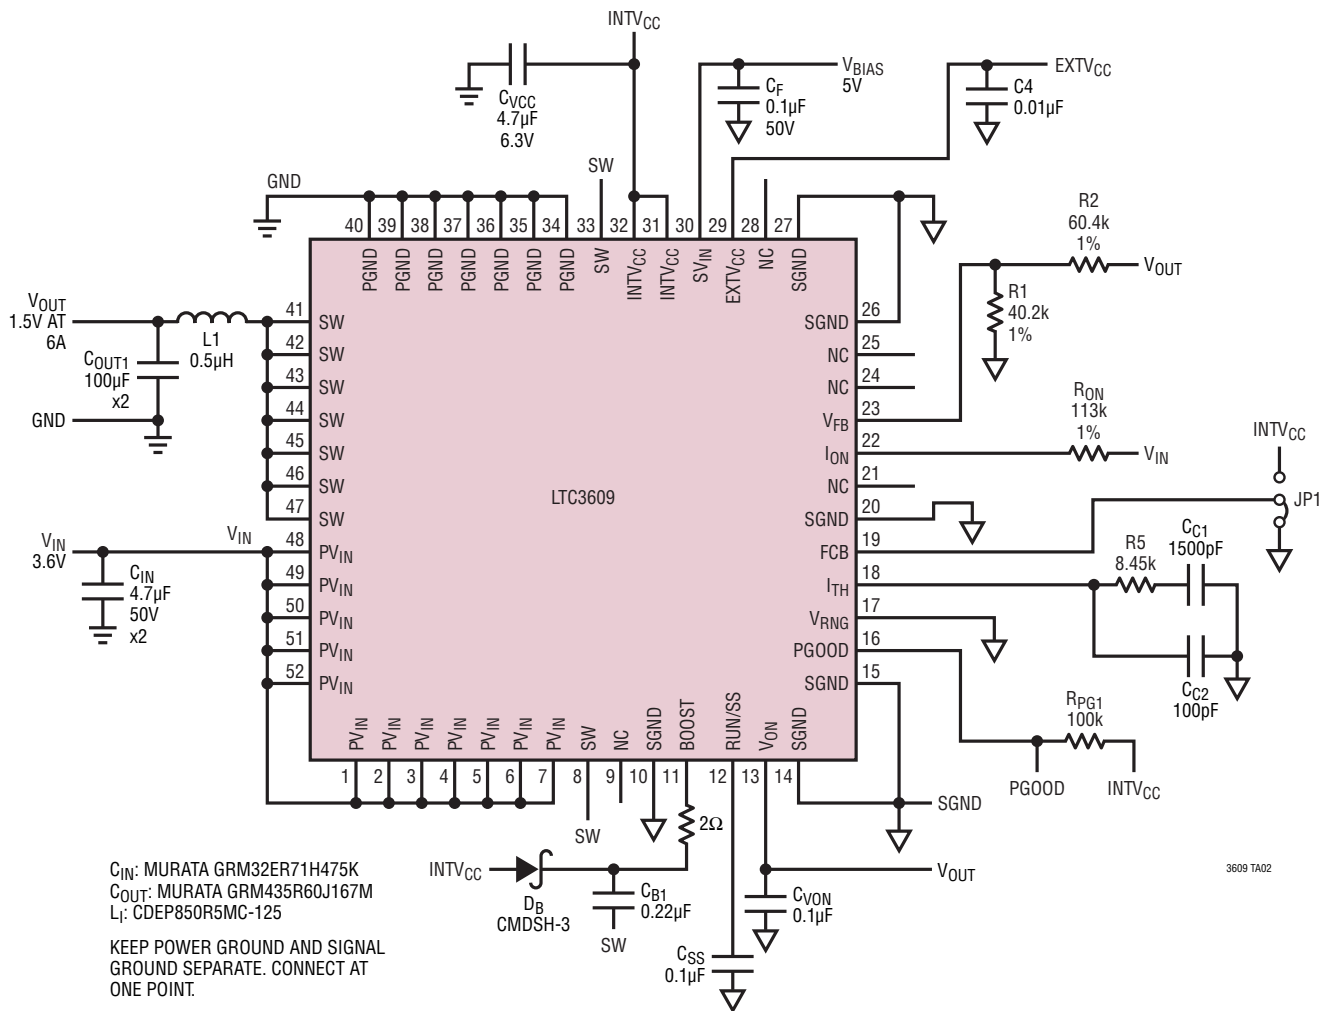 INTVCC
CVCC
4.7µF
6.3V
CF
0.1µF
50V
VBIAS
5V
EXTVCC
C4
0.01µF
SW
GND
40 39 38 37 36 35 34 33 32 31 30 29 28 27
PGND PGND PGND PGND PGND PGND PGND SW INTVCC INTVCC SVIN EXTVCC NC SGND
R2
60.4k
1%
VOUT
R1
40.2k
1%
VOUT
1.5V AT
6A
COUT1
100µF
x2
GND
L1
0.5µH
41 SW
42 SW
43 SW
44 SW
45 SW
46 SW
47 SW
48 PVIN
49 PVIN
50 PVIN
51 PVIN
52 PVIN
VIN
3.6V
VIN
CIN
4.7µF
50V
x2
LTC3609
SGND 26
NC 25
NC 24
VFB 23
ION 22
NC 21
SGND 20
FCB 19
ITH 18
VRNG 17
PGOOD 16
SGND 15
RON
113k
1%
VIN
INTVCC
JP1
R5
8.45k
CC1
1500pF
CC2
100pF
RPG1
100k
PGOOD
INTVCC
PVIN PVIN PVIN PVIN PVIN PVIN PVIN SW NC SGND BOOST RUN/SS VON SGND
1 2 3 4 5 6 7 8 9 10 11 12 13 14
SW
2Ω
SGND
INTVCC
DB
CMDSH-3
CB1
0.22µF
SW
VOUT
CVON
0.1µF
CSS
0.1µF
3609 TA02
CIN: MURATA GRM32ER71H475K
COUT: MURATA GRM435R60J167M
LI: CDEP850R5MC-125
KEEP POWER GROUND AND SIGNAL
GROUND SEPARATE. CONNECT AT
ONE POINT.